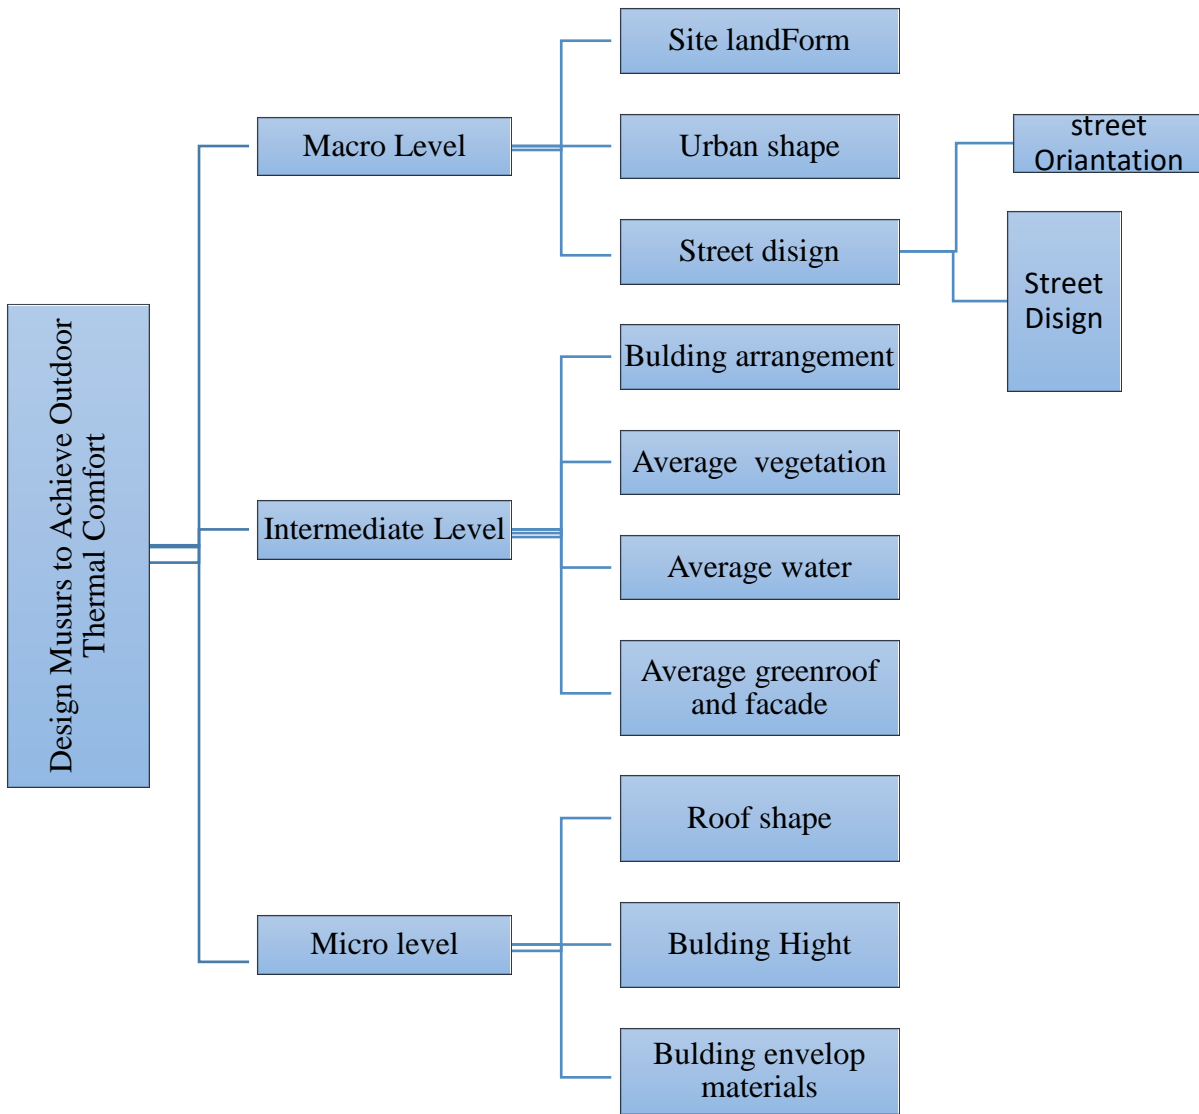 Design Musurs to Achieve Outdoor
Thermal Comfort
Macro Level
Site landForm
Urban shape
Street disign
street
Oriantation
Street
Disign
Intermediate Level
Bulding arrangement
Average vegetation
Average water
Average greenroof
and facade
Micro level
Roof shape
Bulding Hight
Bulding envelop
materials